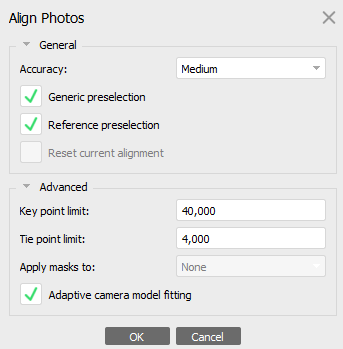 Align Photos
General
Accuracy: Medium
Generic preselection
Reference preselection
Reset current alignment
Advanced
Key point limit: 40,000
Tie point limit: 4,000
Apply masks to: None
Adaptive camera model fitting
OK Cancel